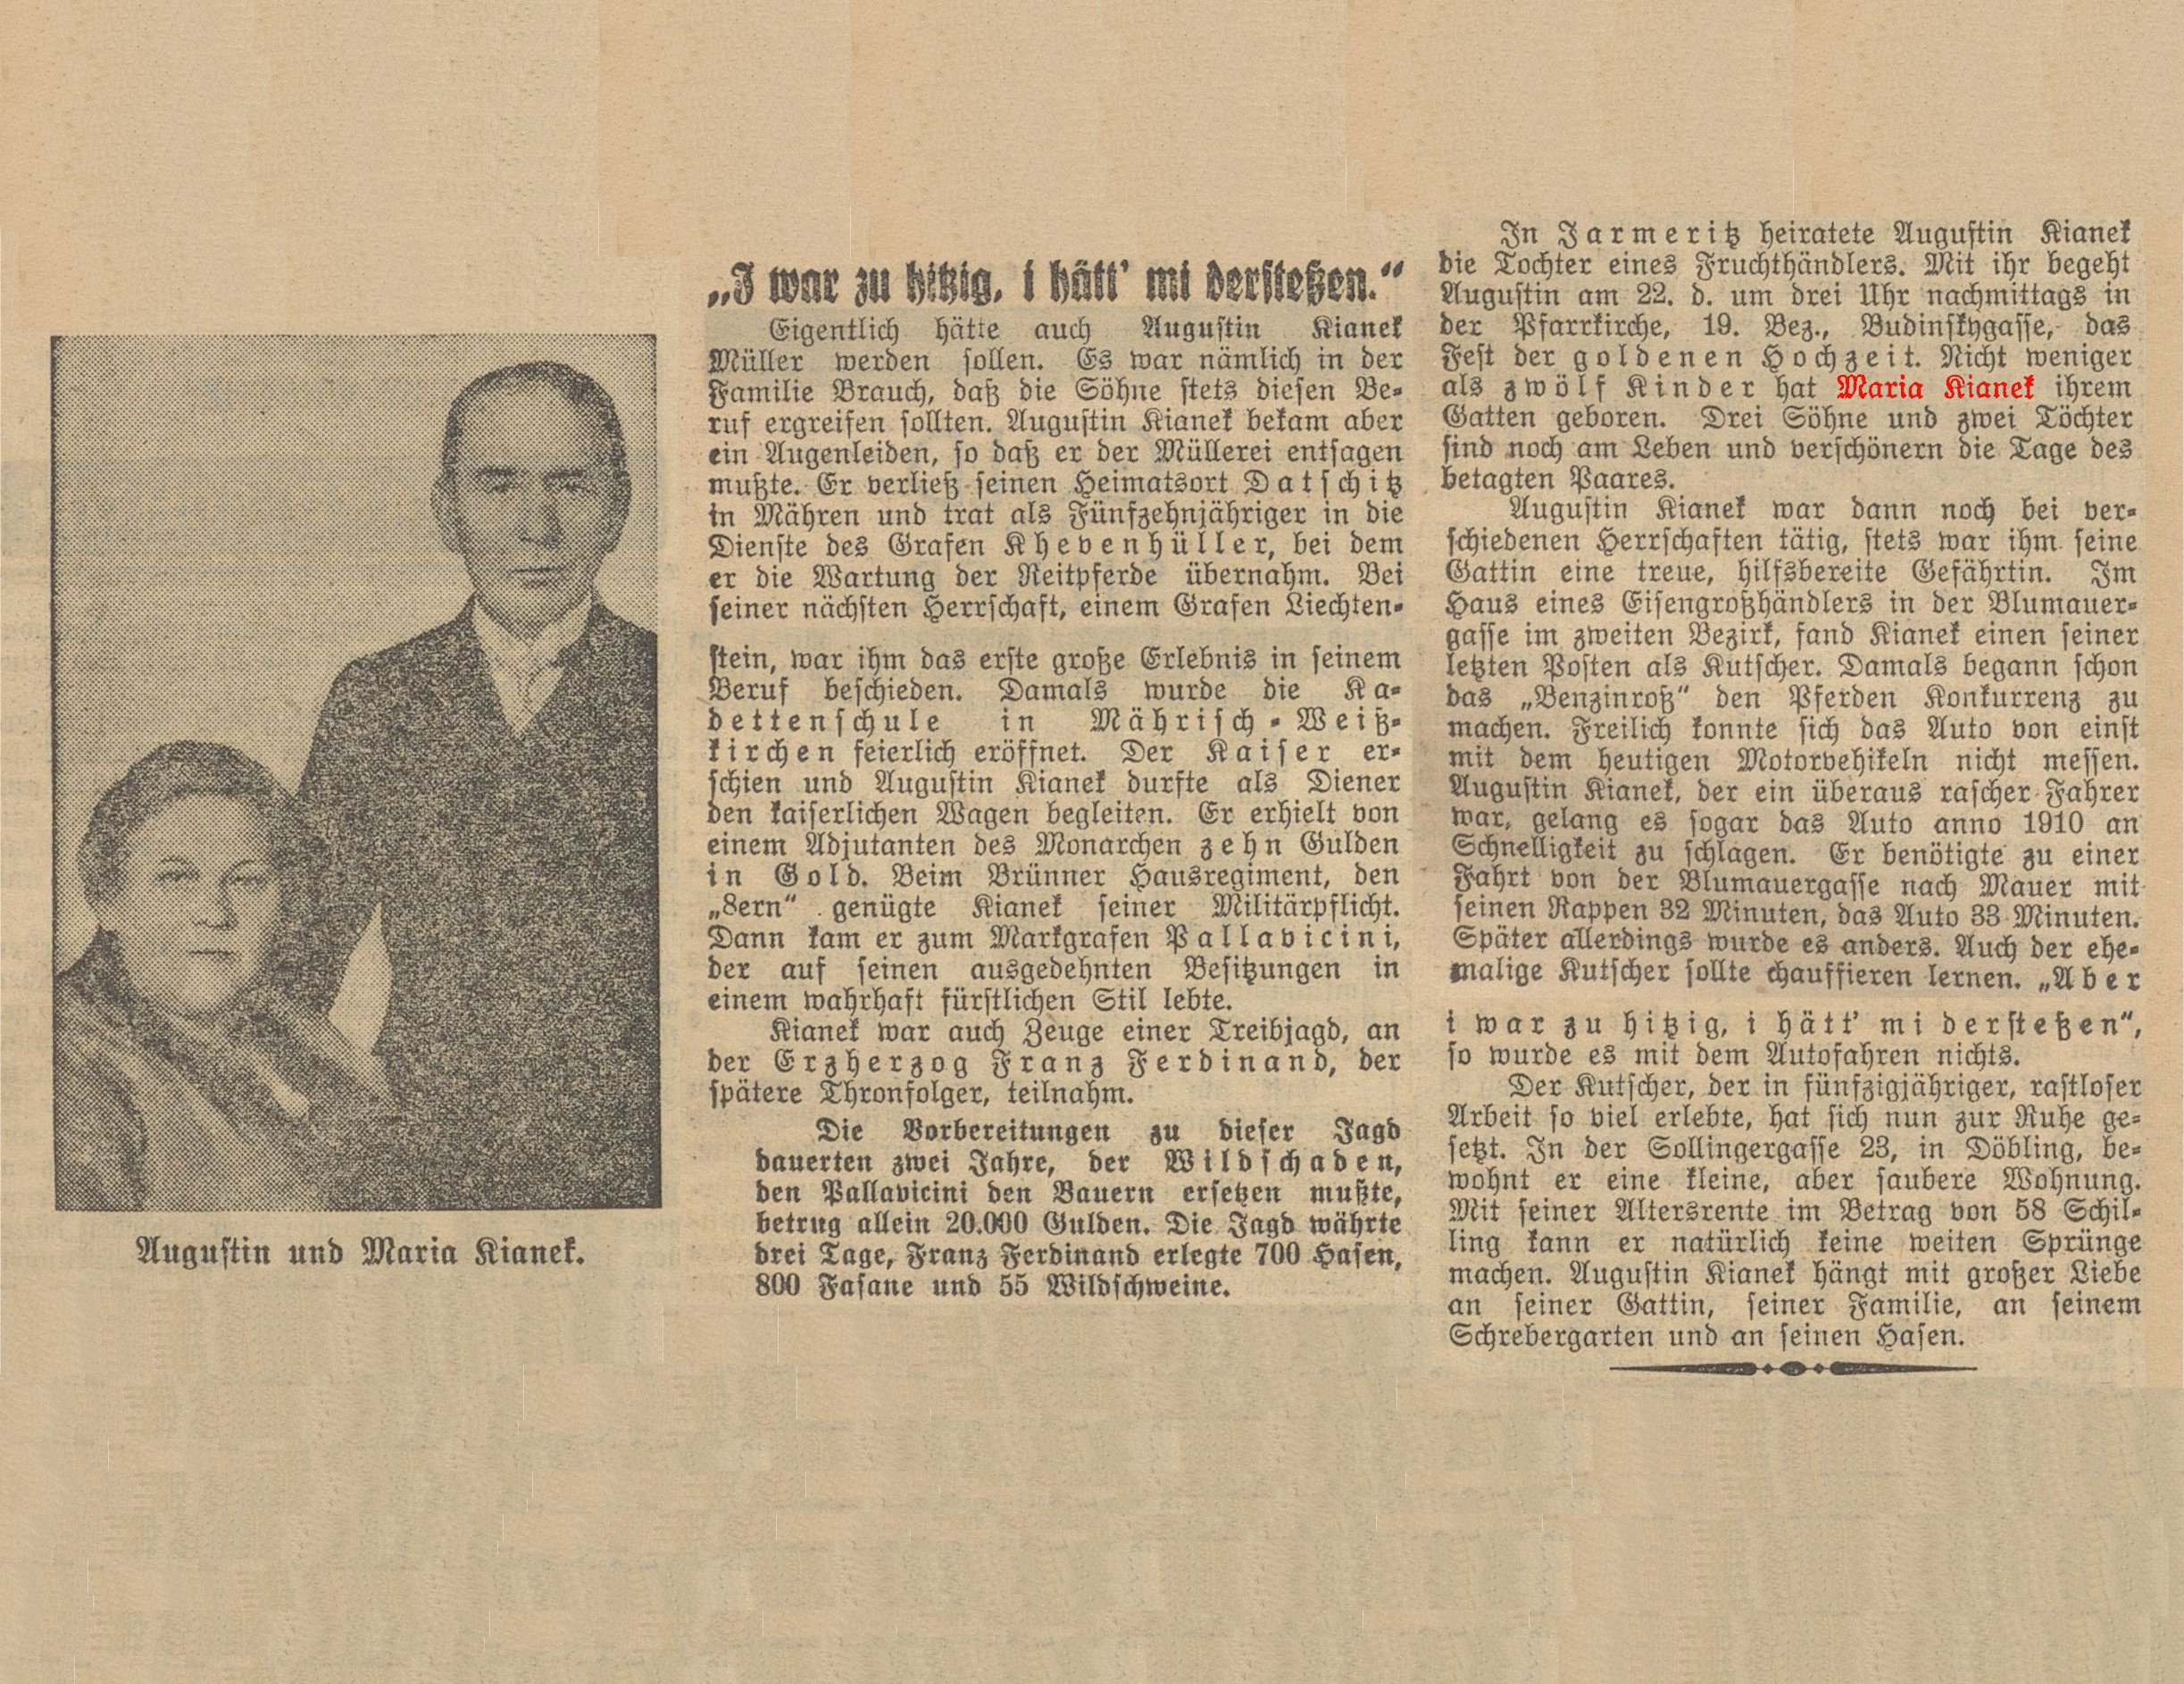 Augustin und Maria Kianek.
„I war zu hitzig, i hätt' mi dersteßen.“
Eigentlich hätte auch Augustin Kianek
Müller werden sollen. Es war nämlich in der
Familie Brauch, daß die Söhne stets diesen Be-
ruf ergreifen sollten. Augustin Kianek bekam aber
ein Augenleiden, so daß er der Müllerei entsagen
mußte. Er verließ seinen Heimatsort Datschitz
in Mähren und trat als Fünfzehnjähriger in die
Dienste des Grafen Khevenhüller, bei dem
er die Wartung der Reitpferde übernahm. Bei
seiner nächsten Herrschaft, einem Grafen Liechten-
stein, war ihm das erste große Erlebnis in seinem
Beruf beschieden. Damals wurde die Ka-
dettenschule in Mährisch-Weiß-
kirchen feierlich eröffnet. Der Kaiser er-
schien und Augustin Kianek durfte als Diener
den kaiserlichen Wagen begleiten. Er erhielt von
einem Adjutanten des Monarchen zehn Gulden
in Gold. Beim Brünner Hausregiment, den
„8ern“ genügte Kianek seiner Militärpflicht.
Dann kam er zum Markgrafen Pallavicini,
der auf seinen ausgedehnten Besitzungen in
einem wahrhaft fürstlichen Stil lebte.
Kianek war auch Zeuge einer Treibjagd, an
der Erzherzog Franz Ferdinand, der
spätere Thronfolger, teilnahm.
Die Vorbereitungen zu dieser Jagd
dauerten zwei Jahre, der Wildschaden,
den Pallavicini den Bauern ersetzen mußte,
betrug allein 20.000 Gulden. Die Jagd währte
drei Tage, Franz Ferdinand erlegte 700 Hasen,
800 Fasane und 55 Wildschweine.
In Jarmeritz heiratete Augustin Kianek
die Tochter eines Fruchthändlers. Mit ihr begeht
Augustin am 22. d. um drei Uhr nachmittags in
der Pfarrkirche, 19. Bez., Budinskygasse, das
Fest der goldenen Hochzeit. Nicht weniger
als zwölf Kinder hat Maria Kianek ihrem
Gatten geboren. Drei Söhne und zwei Töchter
sind noch am Leben und verschönern die Tage des
betagten Paares.
Augustin Kianek war dann noch bei ver-
schiedenen Herrschaften tätig, stets war ihm seine
Gattin eine treue, hilfsbereite Gefährtin. Im
Haus eines Eisengroßhändlers in der Blumauer-
gasse im zweiten Bezirk, fand Kianek einen seiner
letzten Posten als Kutscher. Damals begann schon
das „Benzinroß“ den Pferden Konkurrenz zu
machen. Freilich konnte sich das Auto von einst
mit dem heutigen Motorvehikeln nicht messen.
Augustin Kianek, der ein überaus rascher Fahrer
war, gelang es sogar das Auto anno 1910 an
Schnelligkeit zu schlagen. Er benötigte zu einer
Fahrt von der Blumauergasse nach Mauer mit
seinen Rappen 32 Minuten, das Auto 33 Minuten.
Später allerdings wurde es anders. Auch der ehe-
malige Kutscher sollte chauffieren lernen. „Aber
i war zu hitzig, i hätt' mi dersteßen“,
so wurde es mit dem Autofahren nichts.
Der Kutscher, der in fünfzigjähriger, rastloser
Arbeit so viel erlebte, hat sich nun zur Ruhe ge-
setzt. In der Sollingergasse 23, in Döbling, be-
wohnt er eine kleine, aber saubere Wohnung.
Mit seiner Altersrente im Betrag von 58 Schil-
ling kann er natürlich keine weiten Sprünge
machen. Augustin Kianek hängt mit großer Liebe
an seiner Gattin, seiner Familie, an seinem
Schrebergarten und an seinen Hasen.